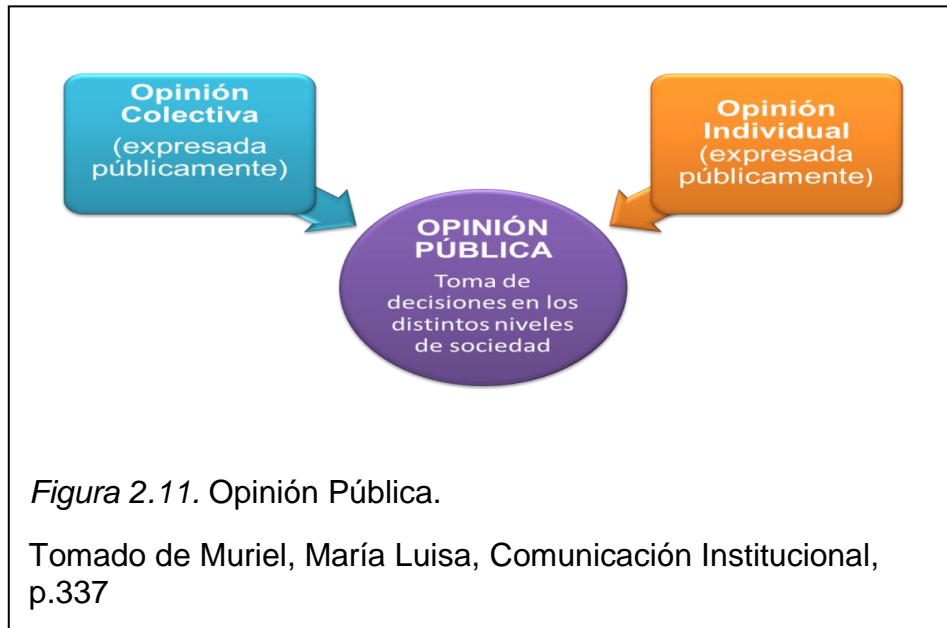 Opinión
Colectiva
(expresada
públicamente)
Opinión
Individual
(expresada
públicamente)
OPINIÓN
PÚBLICA
Toma de
decisiones en los
distintos niveles
de sociedad
Figura 2.11. Opinión Pública.
Tomado de Muriel, María Luisa, Comunicación Institucional,
p.337